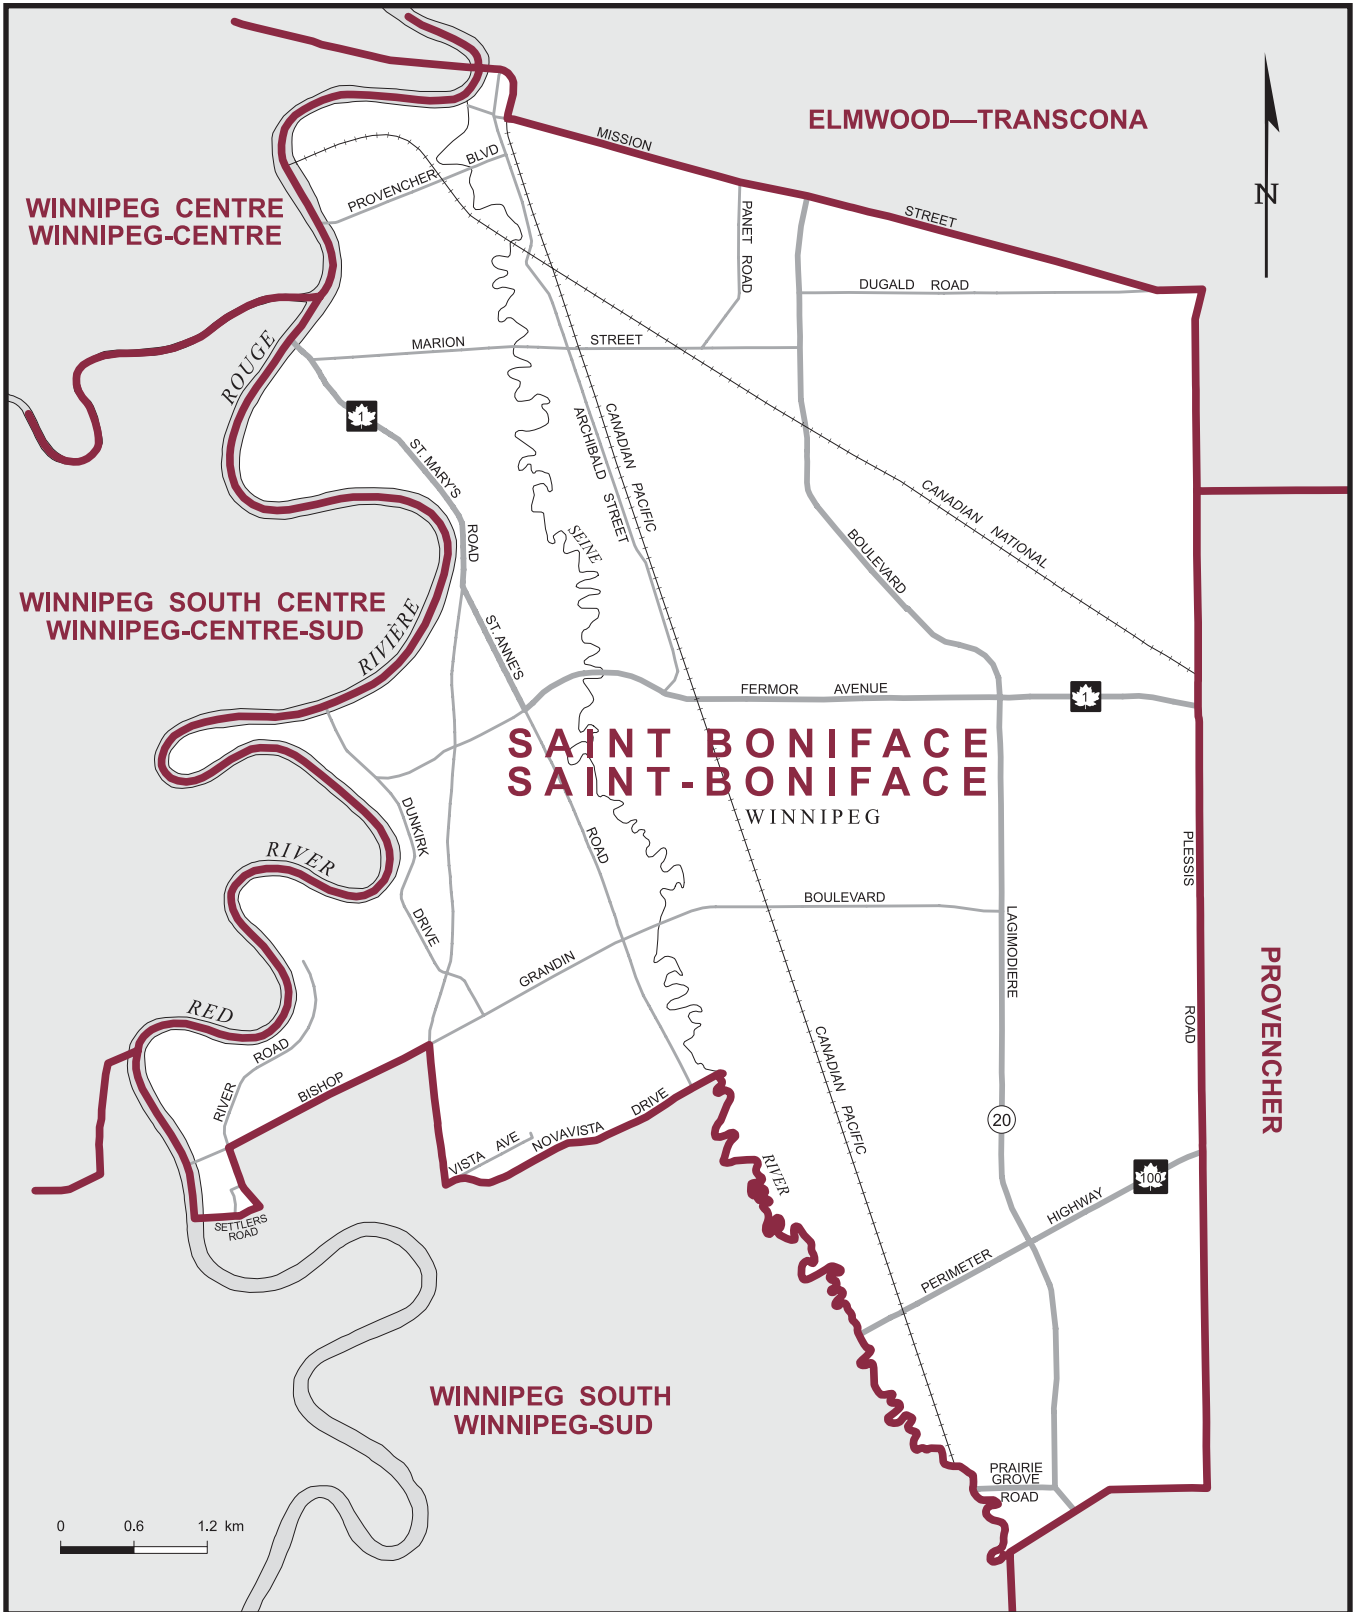 ELMWOOD—TRANSCONA
MISSION
STREET
N
WINNIPEG CENTRE
WINNIPEG-CENTRE
PROVENCHER BLVD
PANET ROAD
DUGALD ROAD
MARION STREET
ROUGE
1
ST. MARY'S
ROAD
ARCHIBALD STREET
CANADIAN PACIFIC
CANADIAN NATIONAL
SEINE
BOULEVARD
WINNIPEG SOUTH CENTRE
WINNIPEG-CENTRE-SUD
RIVIÈRE
ST. ANNE'S
FERMOR AVENUE
1
SAINT BONIFACE
SAINT-BONIFACE
WINNIPEG
DUNKIRK
DRIVE
ROAD
RIVER
PLESSIS
ROAD
BOULEVARD
GRANDIN
LAGIMODIERE
PROVENCHER
RED
RIVER ROAD
BISHOP
CANADIAN PACIFIC
20
VISTA AVE
NOVAVISTA DRIVE
RIVER
100
PERIMETER HIGHWAY
SETTLERS
ROAD
WINNIPEG SOUTH
WINNIPEG-SUD
PRAIRIE
GROVE
ROAD
0 0.6 1.2 km